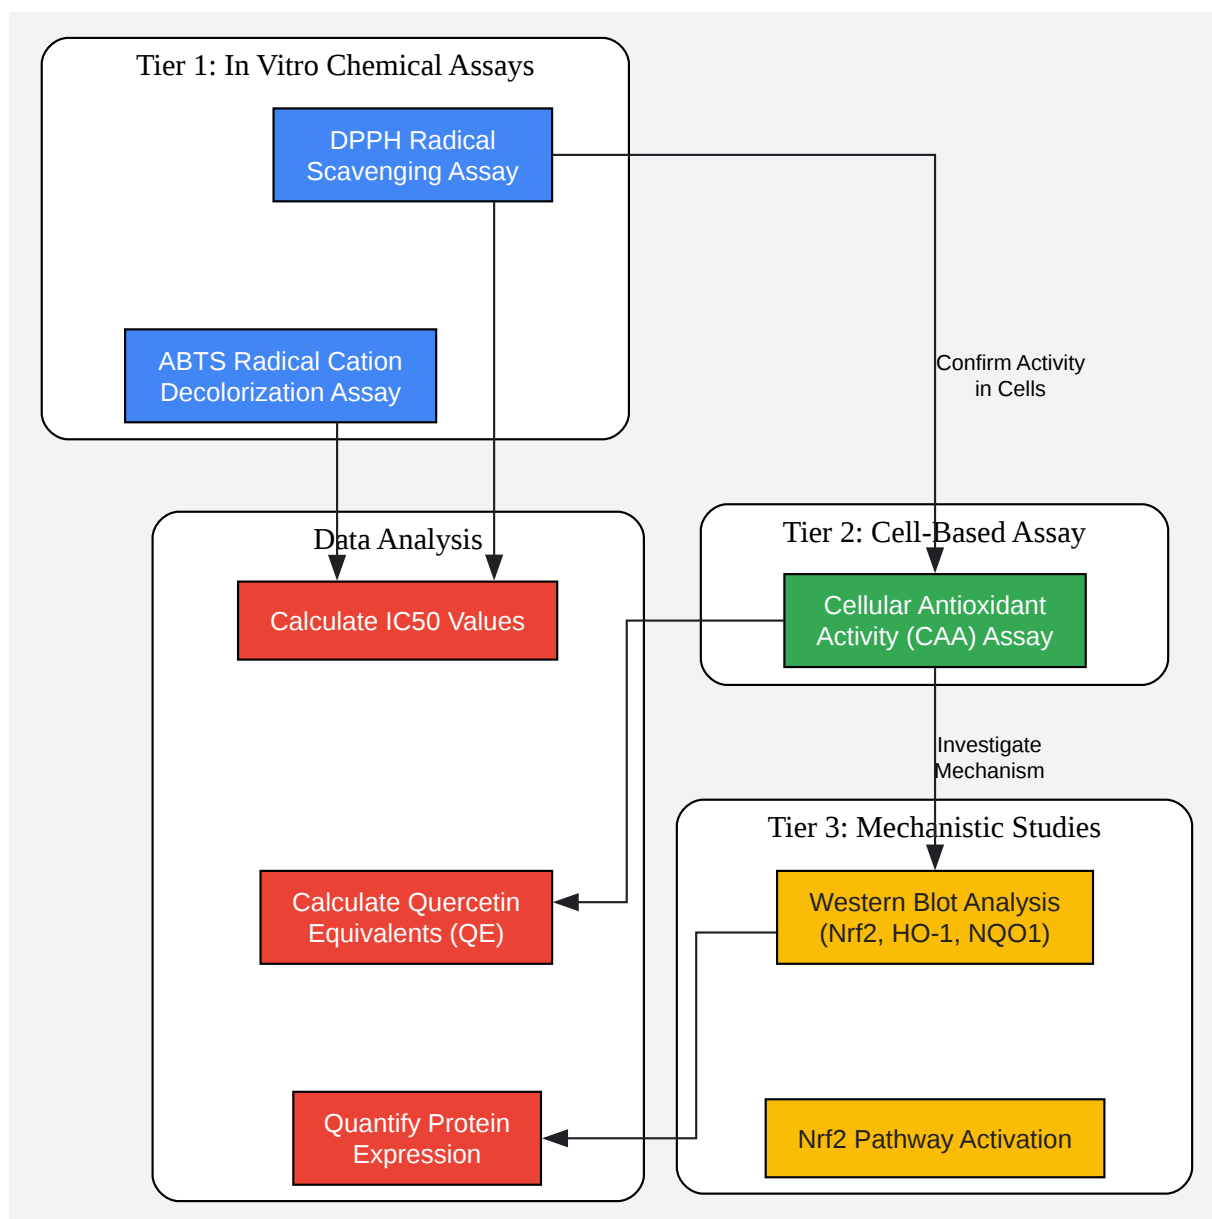 Tier 1: In Vitro Chemical Assays
DPPH Radical
Scavenging Assay
ABTS Radical Cation
Decolorization Assay
Confirm Activity
in Cells
Data Analysis
Calculate IC50 Values
Tier 2: Cell-Based Assay
Cellular Antioxidant
Activity (CAA) Assay
Investigate
Mechanism
Tier 3: Mechanistic Studies
Calculate Quercetin
Equivalents (QE)
Western Blot Analysis
(Nrf2, HO-1, NQO1)
Quantify Protein
Expression
Nrf2 Pathway Activation